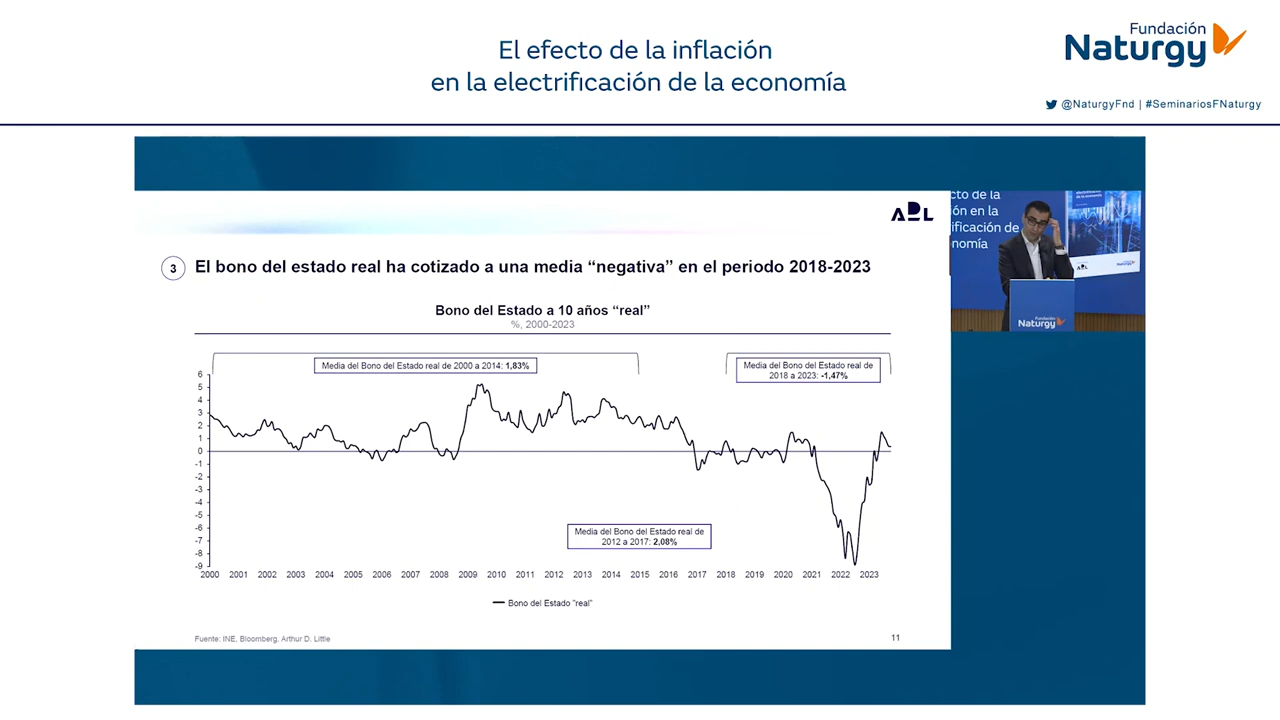 El efecto de la inflación
en la electrificación de la economía
Fundación
Naturgy
@NaturgyFnd | #SeminariosFNaturgy
ADL
3
El bono del estado real ha cotizado a una media “negativa” en el periodo 2018-2023
Bono del Estado a 10 años “real”
%, 2000-2023
Media del Bono del Estado real de 2000 a 2014: 1,83%
Media del Bono del Estado real de
2018 a 2023: -1,47%
6
5
4
3
2
1
0
-1
-2
-3
-4
-5
-6
-7
-8
-9
Media del Bono del Estado real de
2012 a 2017: 2,08%
2000 2001 2002 2003 2004 2005 2006 2007 2008 2009 2010 2011 2012 2013 2014 2015 2016 2017 2018 2019 2020 2021 2022 2023
Bono del Estado "real"
Fuente: INE, Bloomberg, Arthur D. Little
11
cto de la
ión en la
ificación de
nomía
ADL
Fundación
Naturgy